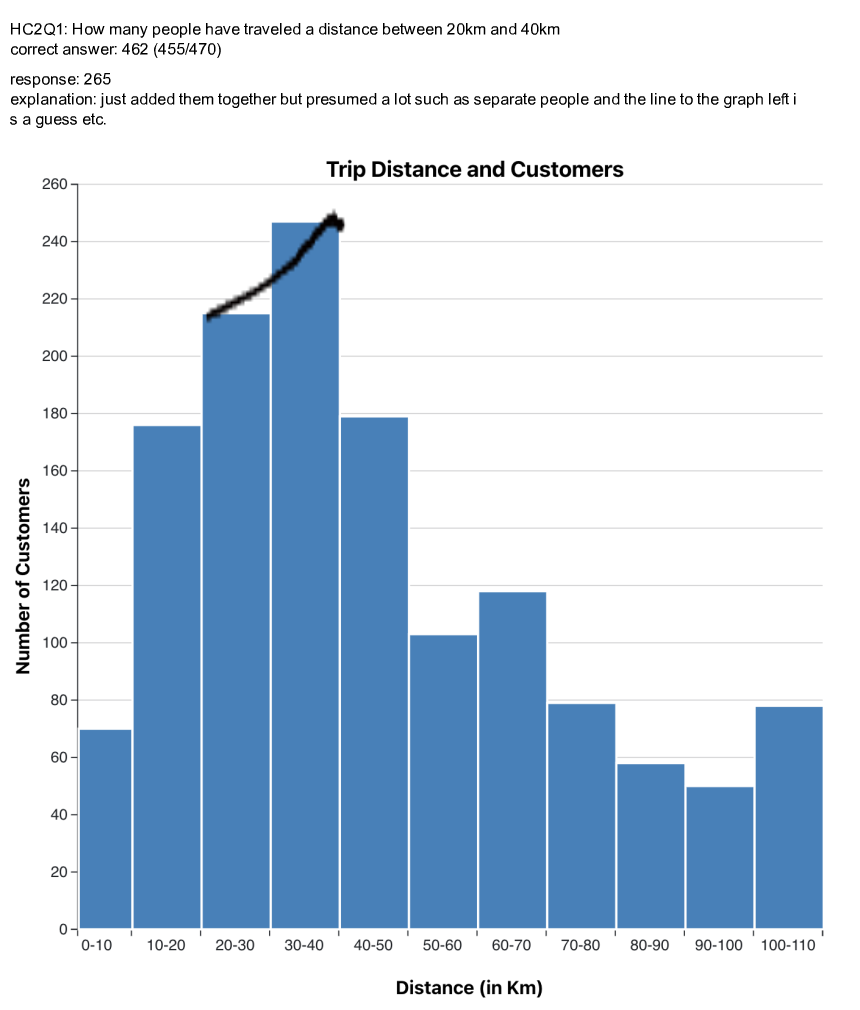 HC2Q1: How many people have traveled a distance between 20km and 40km
correct answer: 462 (455/470)
response: 265
explanation: just added them together but presumed a lot such as separate people and the line to the graph left i
s a guess etc.
Trip Distance and Customers
260
240
220
200
180
160
140
120
100
80
60
40
20
0
Number of Customers
0-10 10-20 20-30 30-40 40-50 50-60 60-70 70-80 80-90 90-100 100-110
Distance (in Km)